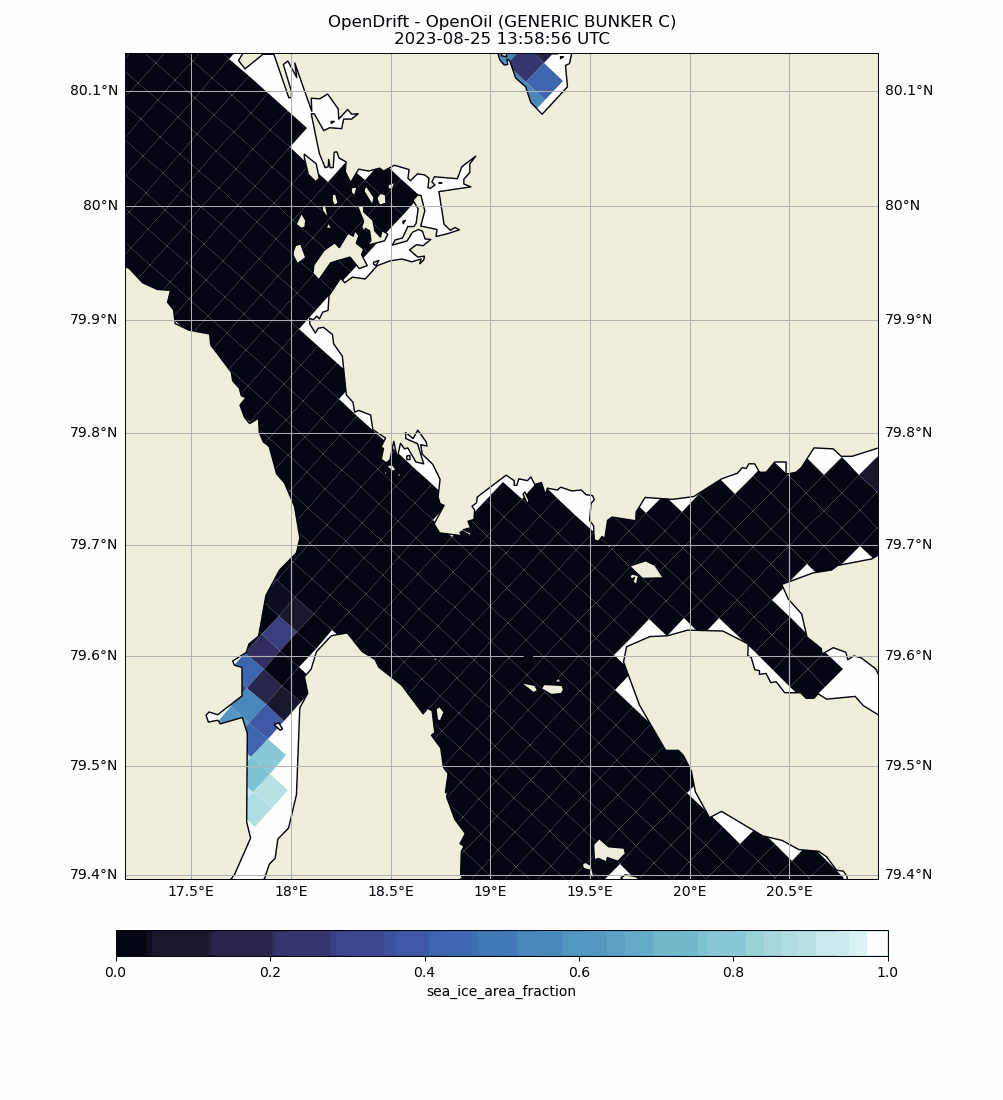 OpenDrift - OpenOil (GENERIC BUNKER C)
2023-08-25 13:58:56 UTC
80.1°N 80.1°N
80°N 80°N
79.9°N 79.9°N
79.8°N 79.8°N
79.7°N 79.7°N
79.6°N 79.6°N
79.5°N 79.5°N
79.4°N 79.4°N
17.5°E 18°E 18.5°E 19°E 19.5°E 20°E 20.5°E
0.0 0.2 0.4 0.6 0.8 1.0
sea_ice_area_fraction